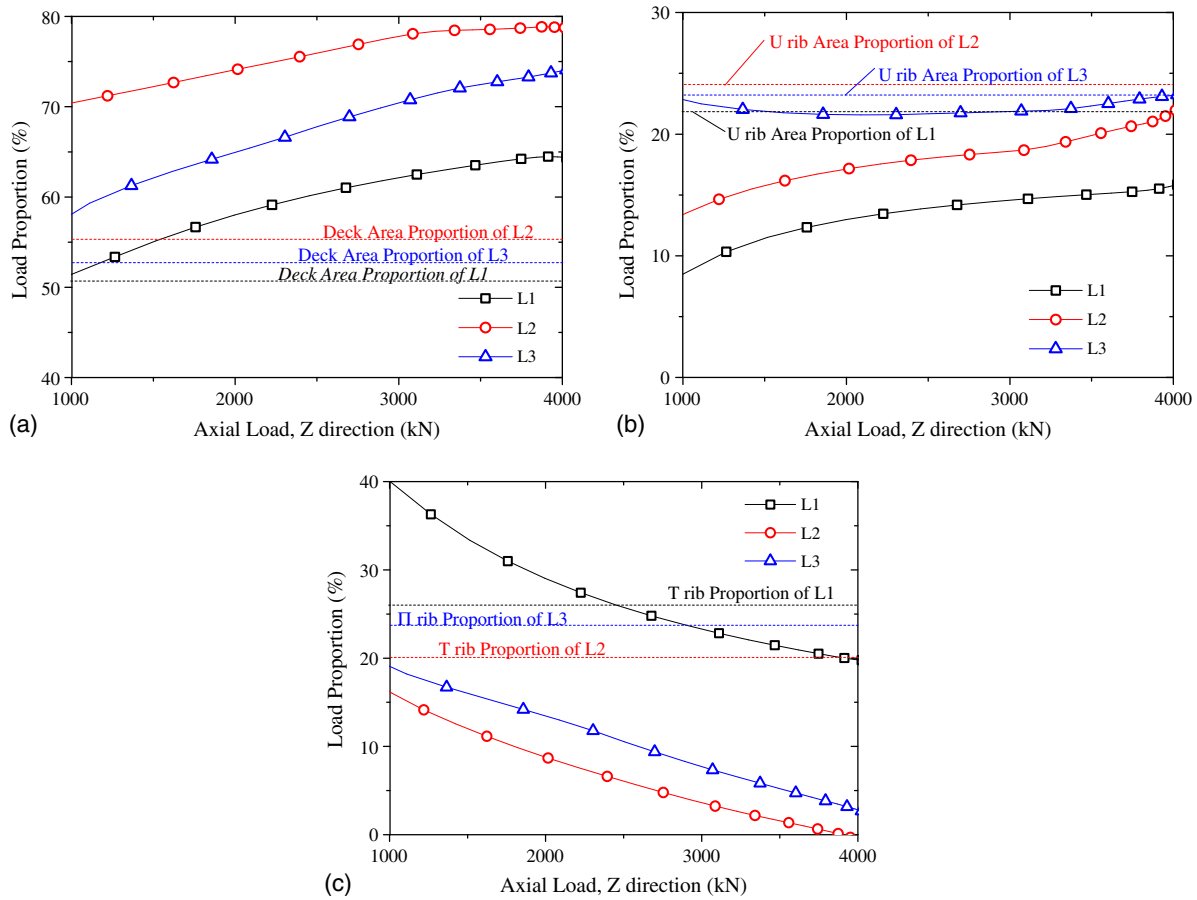 80
70
60
50
40
Load Proportion (%)
Deck Area Proportion of L2
Deck Area Proportion of L3
Deck Area Proportion of L1
L1
L2
L3
1000
2000
3000
4000
Axial Load, Z direction (kN)
(a)
30
20
10
0
Load Proportion (%)
U rib Area Proportion of L2
U rib Area Proportion of L3
U rib Area Proportion of L1
L1
L2
L3
1000
2000
3000
4000
Axial Load, Z direction (kN)
(b)
40
30
20
10
0
Load Proportion (%)
L1
L2
L3
T rib Proportion of L1
Π rib Proportion of L3
T rib Proportion of L2
1000
2000
3000
4000
Axial Load, Z direction (kN)
(c)